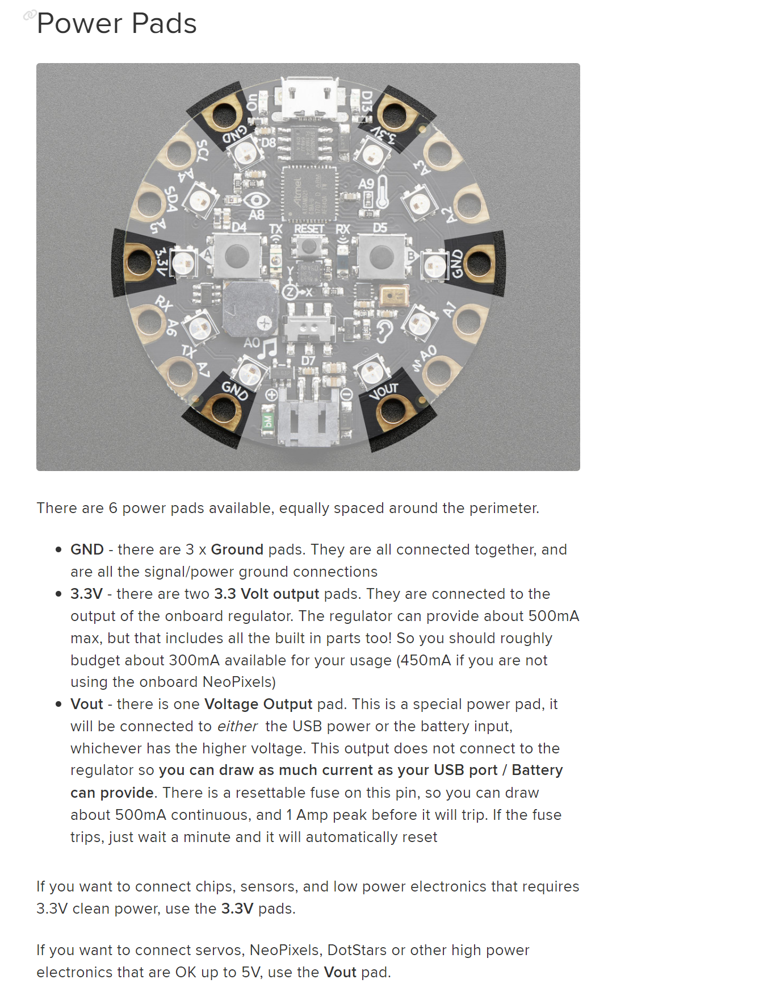 Power Pads
On
D13
GND
3.3V
D8
SCL
A4
A3
SDA
A5
A9
A8
A2
Atmel
ARM
D4
TX
RESET
RX
D5
A
B
3.3V
GND
Y
Z
X
RX
A6
A1
TX
A7
A0
A0
D7
GND
VOUT
There are 6 power pads available, equally spaced around the perimeter.
GND - there are 3 x Ground pads. They are all connected together, and
are all the signal/power ground connections
3.3V - there are two 3.3 Volt output pads. They are connected to the
output of the onboard regulator. The regulator can provide about 500mA
max, but that includes all the built in parts too! So you should roughly
budget about 300mA available for your usage (450mA if you are not
using the onboard NeoPixels)
Vout - there is one Voltage Output pad. This is a special power pad, it
will be connected to either the USB power or the battery input,
whichever has the higher voltage. This output does not connect to the
regulator so you can draw as much current as your USB port / Battery
can provide. There is a resettable fuse on this pin, so you can draw
about 500mA continuous, and 1 Amp peak before it will trip. If the fuse
trips, just wait a minute and it will automatically reset
If you want to connect chips, sensors, and low power electronics that requires
3.3V clean power, use the 3.3V pads.
If you want to connect servos, NeoPixels, DotStars or other high power
electronics that are OK up to 5V, use the Vout pad.